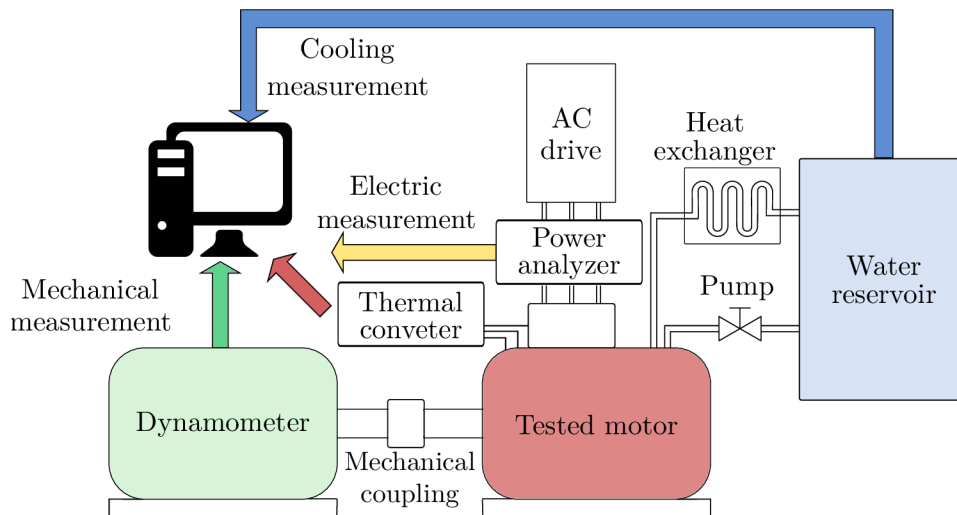 Cooling
measurement
AC
drive
Heat
exchanger
Electric
measurement
Power
analyzer
Water
reservoir
Mechanical
measurement
Thermal
conveter
Pump
Dynamometer
Tested motor
Mechanical
coupling